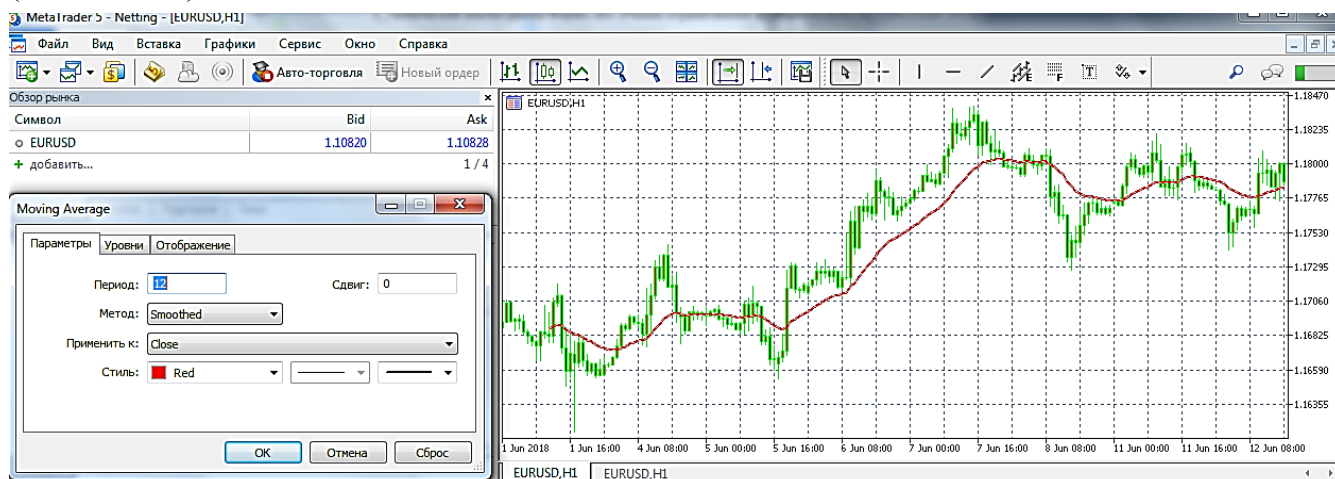 MetaTrader 5 - Netting - [EURUSD,H1]
Файл Вид Вставка Графики Сервис Окно Справка
Авто-торговля Новый ордер
Обзор рынка
Символ Bid Ask
EURUSD 1.10820 1.10828
+ добавить... 1 / 4
Moving Average
Параметры Уровни Отображение
Период: 12 Сдвиг: 0
Метод: Smoothed
Применить к: Close
Стиль: Red
OK Отмена Сброс
EURUSD,H1
1.18470
1.18235
1.18000
1.17765
1.17530
1.17295
1.17060
1.16825
1.16590
1.16355
1 Jun 2018 1 Jun 16:00 4 Jun 08:00 5 Jun 00:00 5 Jun 16:00 6 Jun 08:00 7 Jun 00:00 7 Jun 16:00 8 Jun 08:00 11 Jun 00:00 11 Jun 16:00 12 Jun 08:00
EURUSD,H1 EURUSD,H1